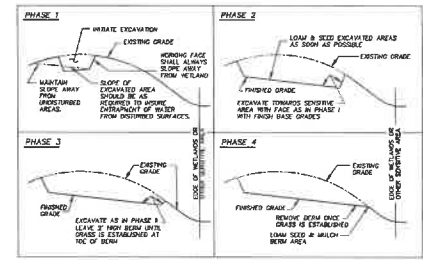 PHASE 1
INITIATE EXCAVATION
EXISTING GRADE
WORKING FACE
SHALL ALWAYS
SLOPE AWAY
FROM WETLAND
MAINTAIN
SLOPE AWAY
FROM
UNDISTURBED
AREAS.
SLOPE OF
EXCAVATED AREA
SHOULD BE AS
REQUIRED TO INSURE
ENTRAPMENT OF WATER
FROM DISTURBED SURFACES.
PHASE 2
LOAM & SEED EXCAVATED AREAS
AS SOON AS POSSIBLE
EXISTING GRADE
FINISHED GRADE
EXCAVATE TOWARDS SENSITIVE
AREA WITH FACE AS IN PHASE 1
WITH FINISH BASE GRADES
PHASE 3
EXISTING
GRADE
FINISHED
GRADE
EXCAVATE AS IN PHASE II
LEAVE 3' HIGH BERM UNTIL
GRASS IS ESTABLISHED AT
TOE OF BERM
EDGE OF WETLANDS OR
OTHER SENSITIVE AREA
PHASE 4
EXISTING
GRADE
FINISHED GRADE
REMOVE BERM ONCE
GRASS IS ESTABLISHED
LOAM SEED & MULCH
BERM AREA
EDGE OF WETLANDS OR
OTHER SENSITIVE AREA